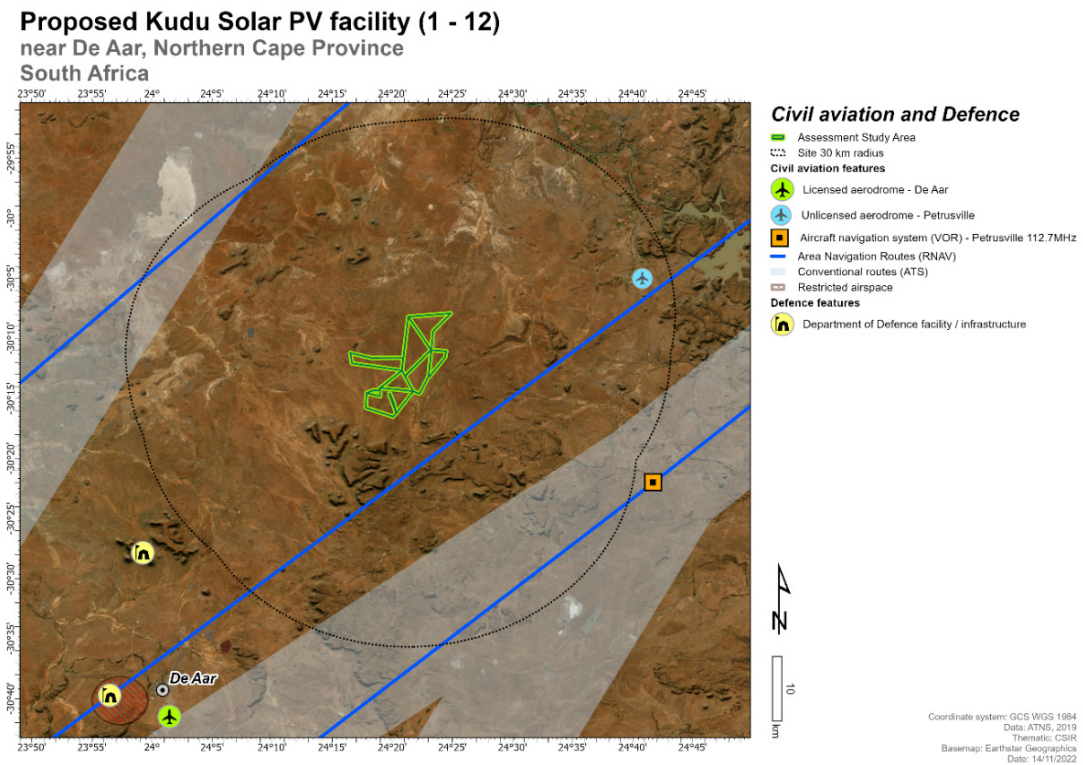 Proposed Kudu Solar PV facility (1 - 12)
near De Aar, Northern Cape Province
South Africa
23°50' 23°55' 24°0' 24°5' 24°10' 24°15' 24°20' 24°25' 24°30' 24°35' 24°40' 24°45'
-29°55'
-30°
-30°5'
-30°10'
-30°15'
-30°20'
-30°25'
-30°30'
-30°35'
-30°40'
De Aar
23°50' 23°55' 24°0' 24°5' 24°10' 24°15' 24°20' 24°25' 24°30' 24°35' 24°40' 24°45'
Civil aviation and Defence
Assessment Study Area
Site 30 km radius
Civil aviation features
Licensed aerodrome - De Aar
Unlicensed aerodrome - Petrusville
Aircraft navigation system (VOR) - Petrusville 112.7MHz
Area Navigation Routes (RNAV)
Conventional routes (ATS)
Restricted airspace
Defence features
Department of Defence facility / infrastructure
N
10
km
Coordinate system: GCS WGS 1984
Data: ATNS, 2019
Thematic: CSIR
Basemap: Earthstar Geographics
Date: 14/11/2022